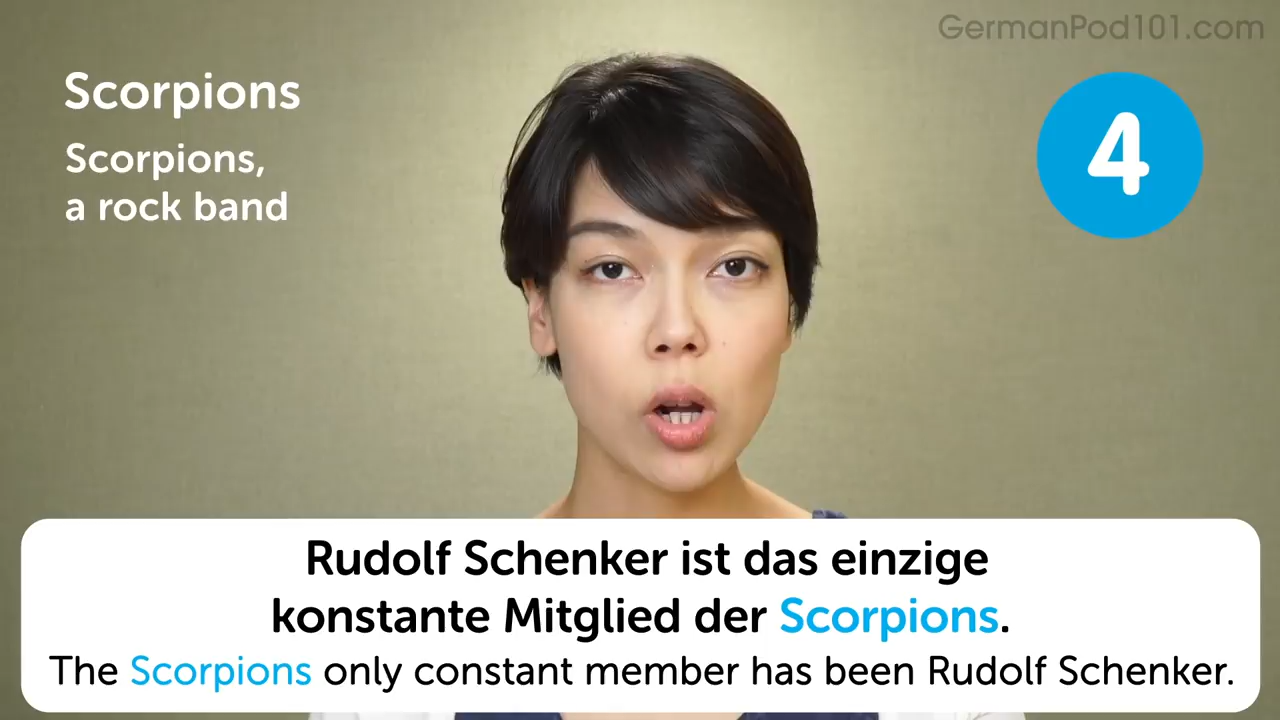 GermanPod101.com
Scorpions
Scorpions,
a rock band
4
Rudolf Schenker ist das einzige
konstante Mitglied der Scorpions.
The Scorpions only constant member has been Rudolf Schenker.